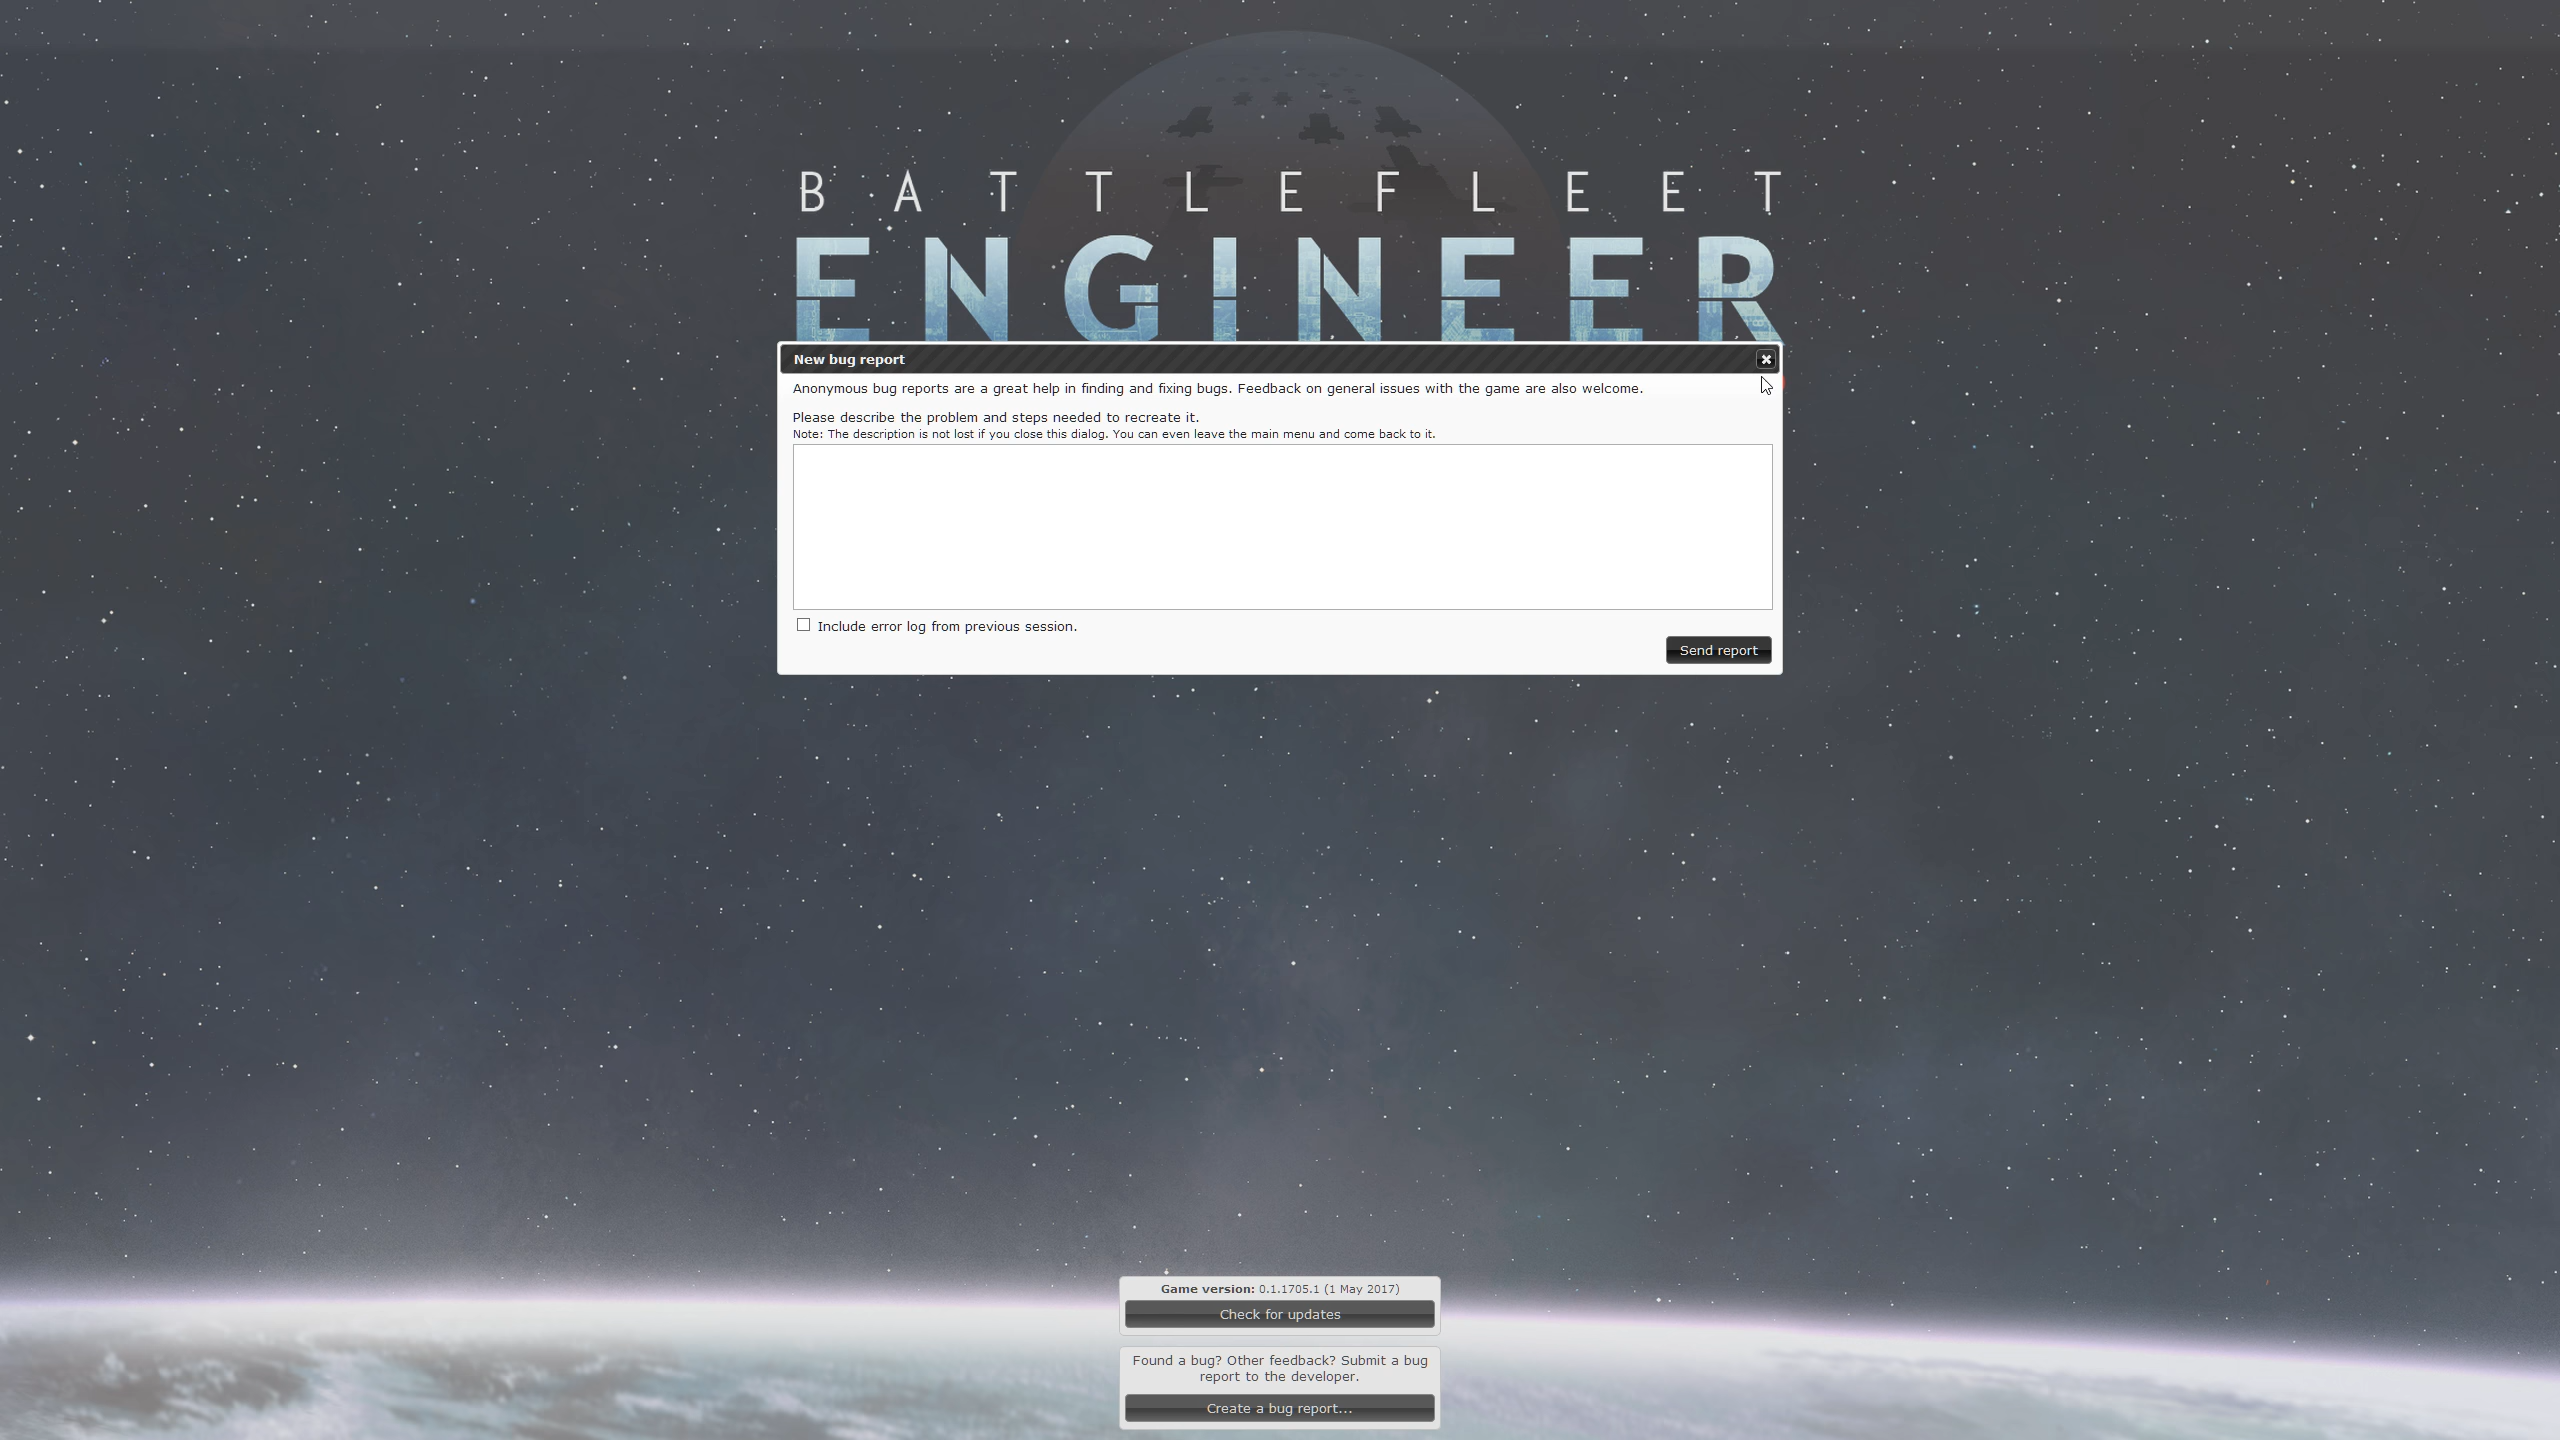 BATTLEFLEET
ENGINEER
New bug report
Anonymous bug reports are a great help in finding and fixing bugs. Feedback on general issues with the game are also welcome.
Please describe the problem and steps needed to recreate it.
Note: The description is not lost if you close this dialog. You can even leave the main menu and come back to it.
Include error log from previous session.
Send report
Game version: 0.1.1705.1 (1 May 2017)
Check for updates
Found a bug? Other feedback? Submit a bug
report to the developer.
Create a bug report...